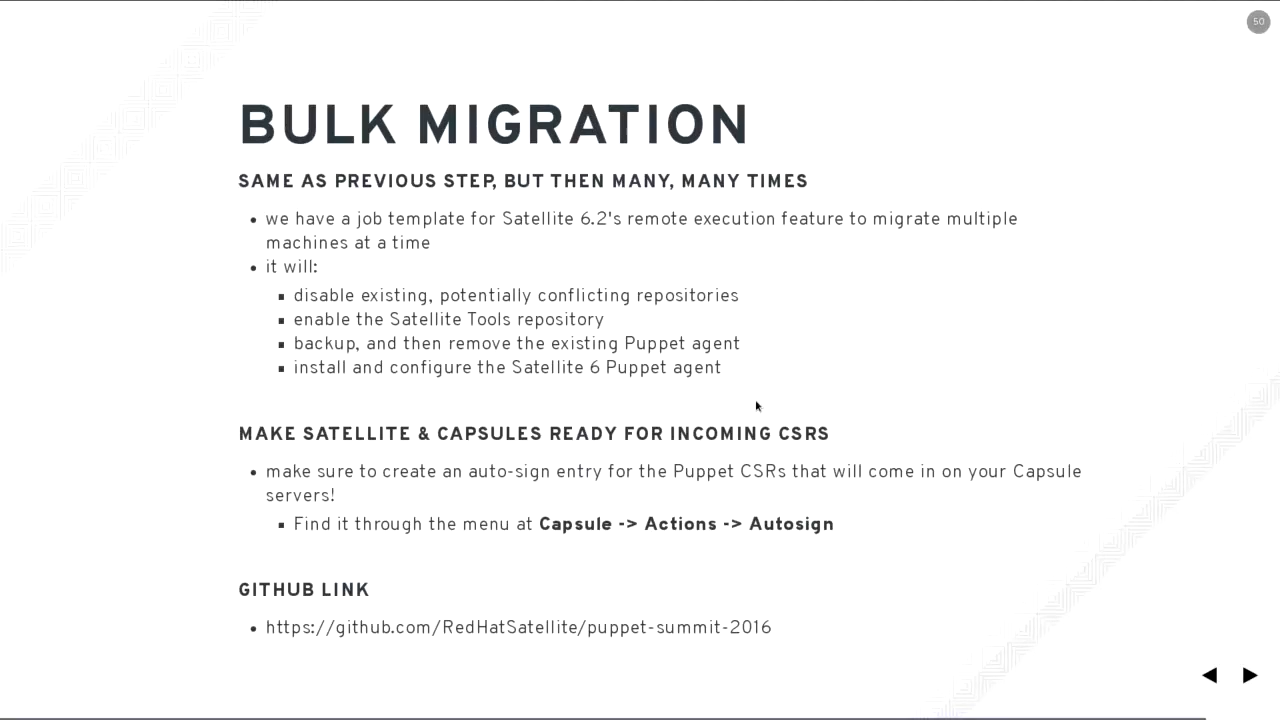 50
BULK MIGRATION
SAME AS PREVIOUS STEP, BUT THEN MANY, MANY TIMES
• we have a job template for Satellite 6.2's remote execution feature to migrate multiple
machines at a time
• it will:
▪ disable existing, potentially conflicting repositories
▪ enable the Satellite Tools repository
▪ backup, and then remove the existing Puppet agent
▪ install and configure the Satellite 6 Puppet agent
MAKE SATELLITE & CAPSULES READY FOR INCOMING CSRS
• make sure to create an auto-sign entry for the Puppet CSRs that will come in on your Capsule
servers!
▪ Find it through the menu at Capsule -> Actions -> Autosign
GITHUB LINK
• https://github.com/RedHatSatellite/puppet-summit-2016